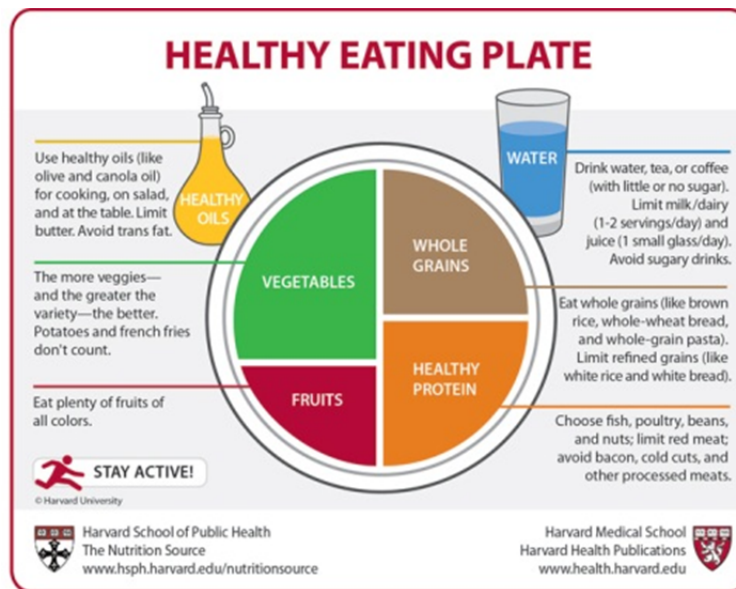 HEALTHY EATING PLATE
Use healthy oils (like
olive and canola oil)
for cooking, on salad,
and at the table. Limit
butter. Avoid trans fat.
HEALTHY
OILS
The more veggies—
and the greater the
variety—the better.
Potatoes and french fries
don't count.
Eat plenty of fruits of
all colors.
STAY ACTIVE!
© Harvard University
VEGETABLES
FRUITS
WHOLE
GRAINS
HEALTHY
PROTEIN
WATER
Drink water, tea, or coffee
(with little or no sugar).
Limit milk/dairy
(1-2 servings/day) and
juice (1 small glass/day).
Avoid sugary drinks.
Eat whole grains (like brown
rice, whole-wheat bread,
and whole-grain pasta).
Limit refined grains (like
white rice and white bread).
Choose fish, poultry, beans,
and nuts; limit red meat;
avoid bacon, cold cuts, and
other processed meats.
Harvard School of Public Health
The Nutrition Source
www.hsph.harvard.edu/nutritionsource
Harvard Medical School
Harvard Health Publications
www.health.harvard.edu